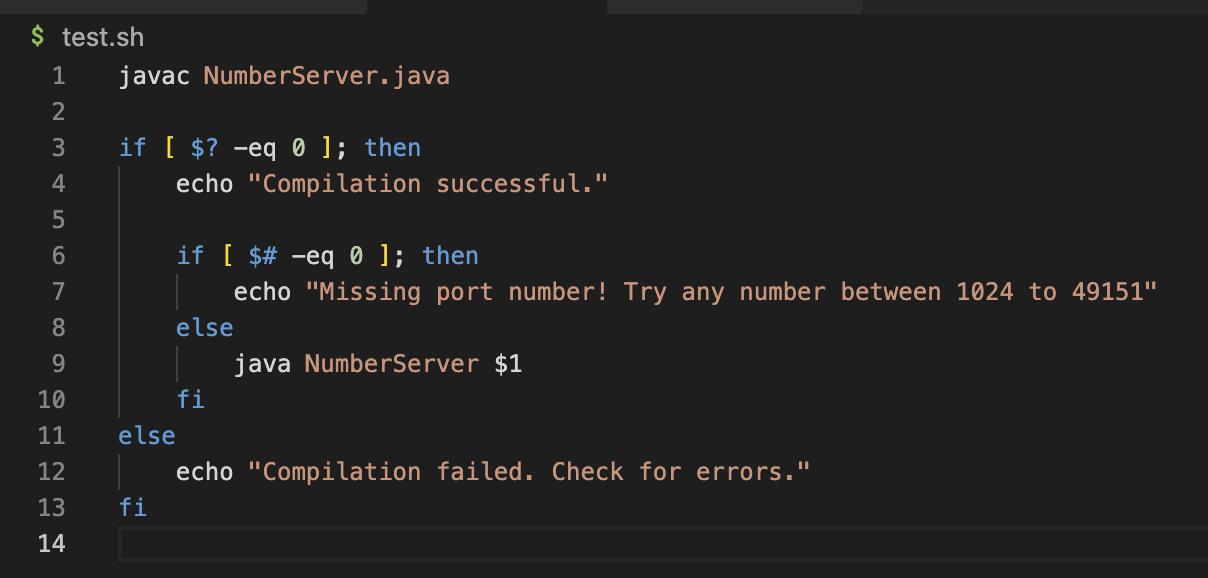 $ test.sh
1 javac NumberServer.java
2
3 if [ $? -eq 0 ]; then
4     echo "Compilation successful."
5
6     if [ $# -eq 0 ]; then
7         echo "Missing port number! Try any number between 1024 to 49151"
8     else
9         java NumberServer $1
10     fi
11 else
12     echo "Compilation failed. Check for errors."
13 fi
14